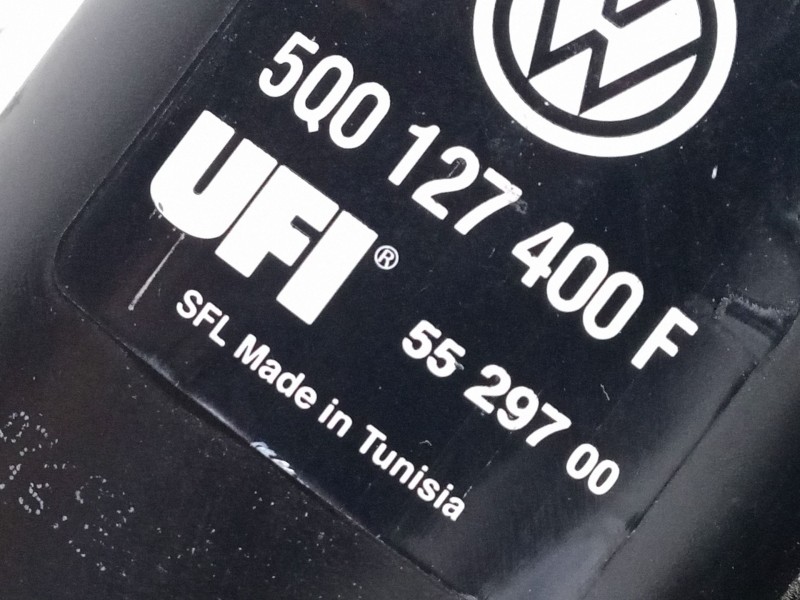 5Q0 127 400 F
UFI®
55 297 00
SFL Made in Tunisia